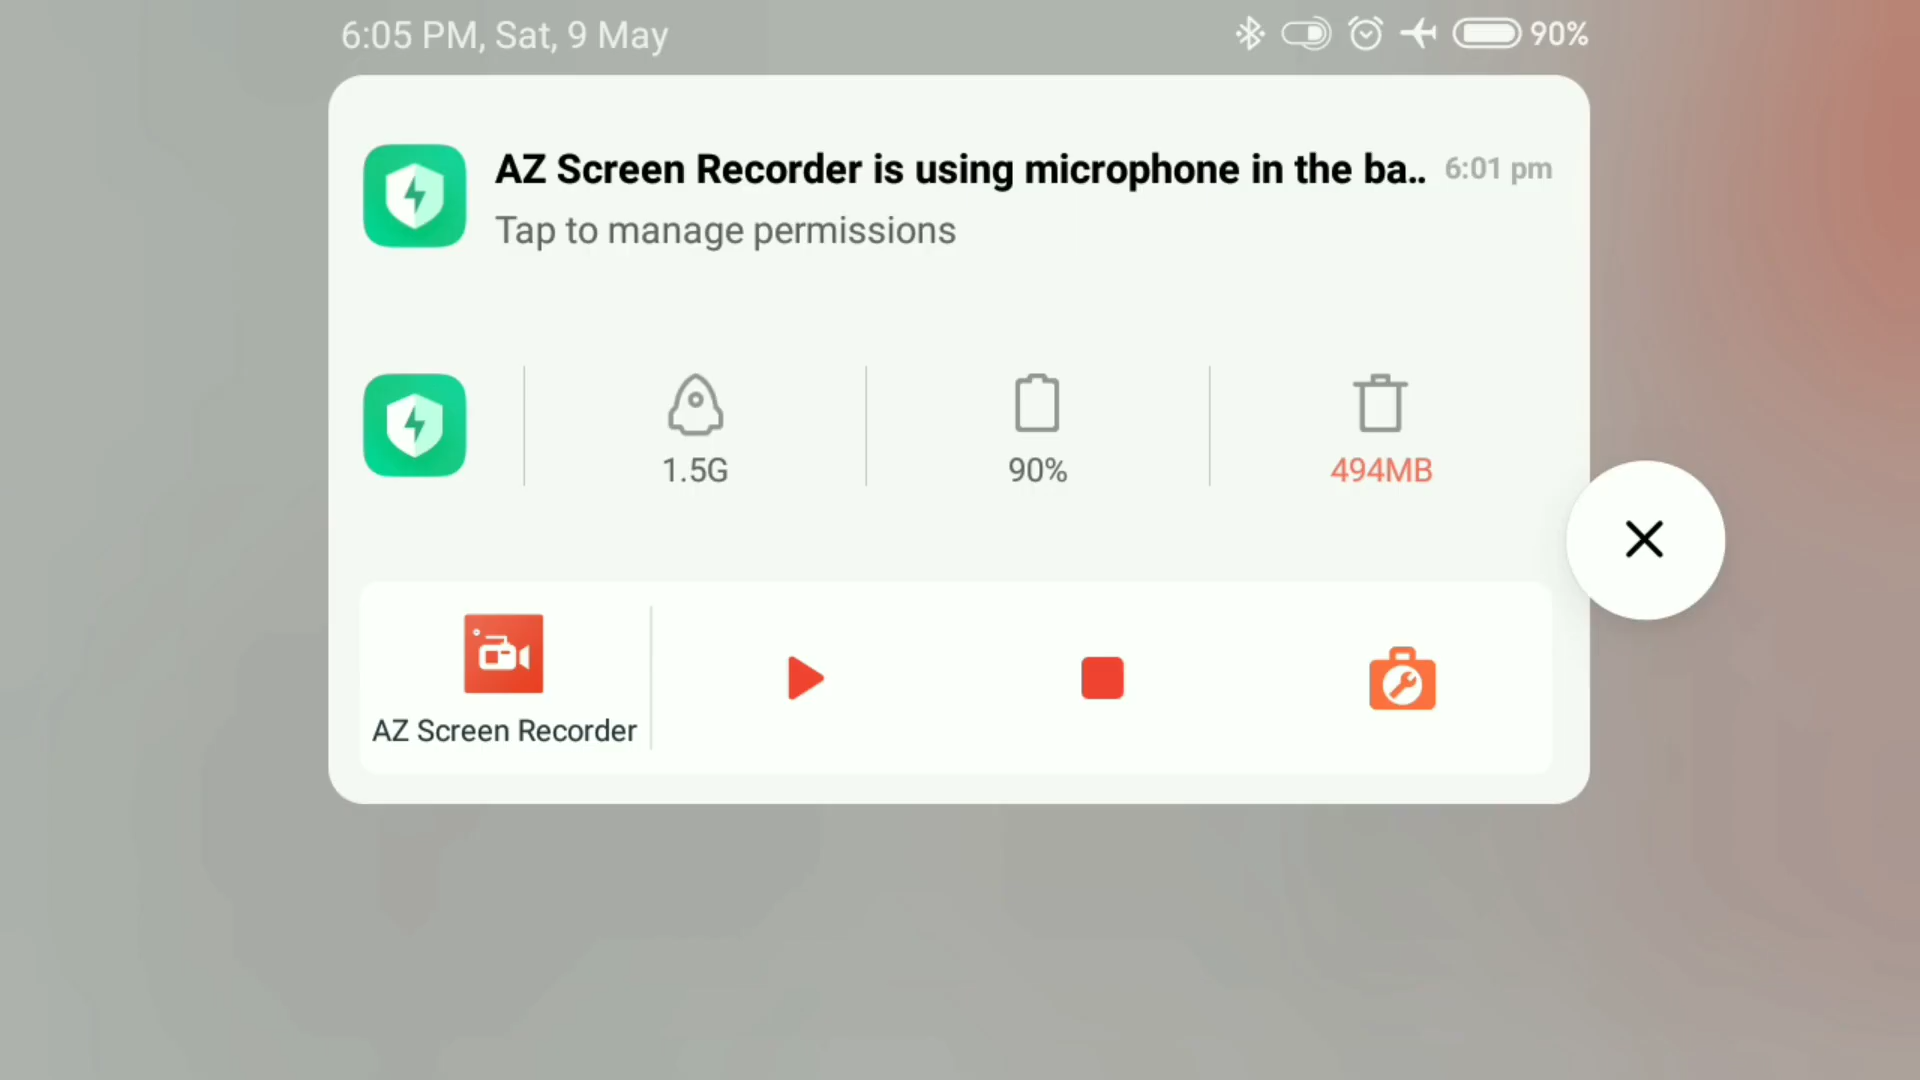 6:05 PM, Sat, 9 May
90%
AZ Screen Recorder is using microphone in the ba.. 6:01 pm
Tap to manage permissions
1.5G
90%
494MB
AZ Screen Recorder